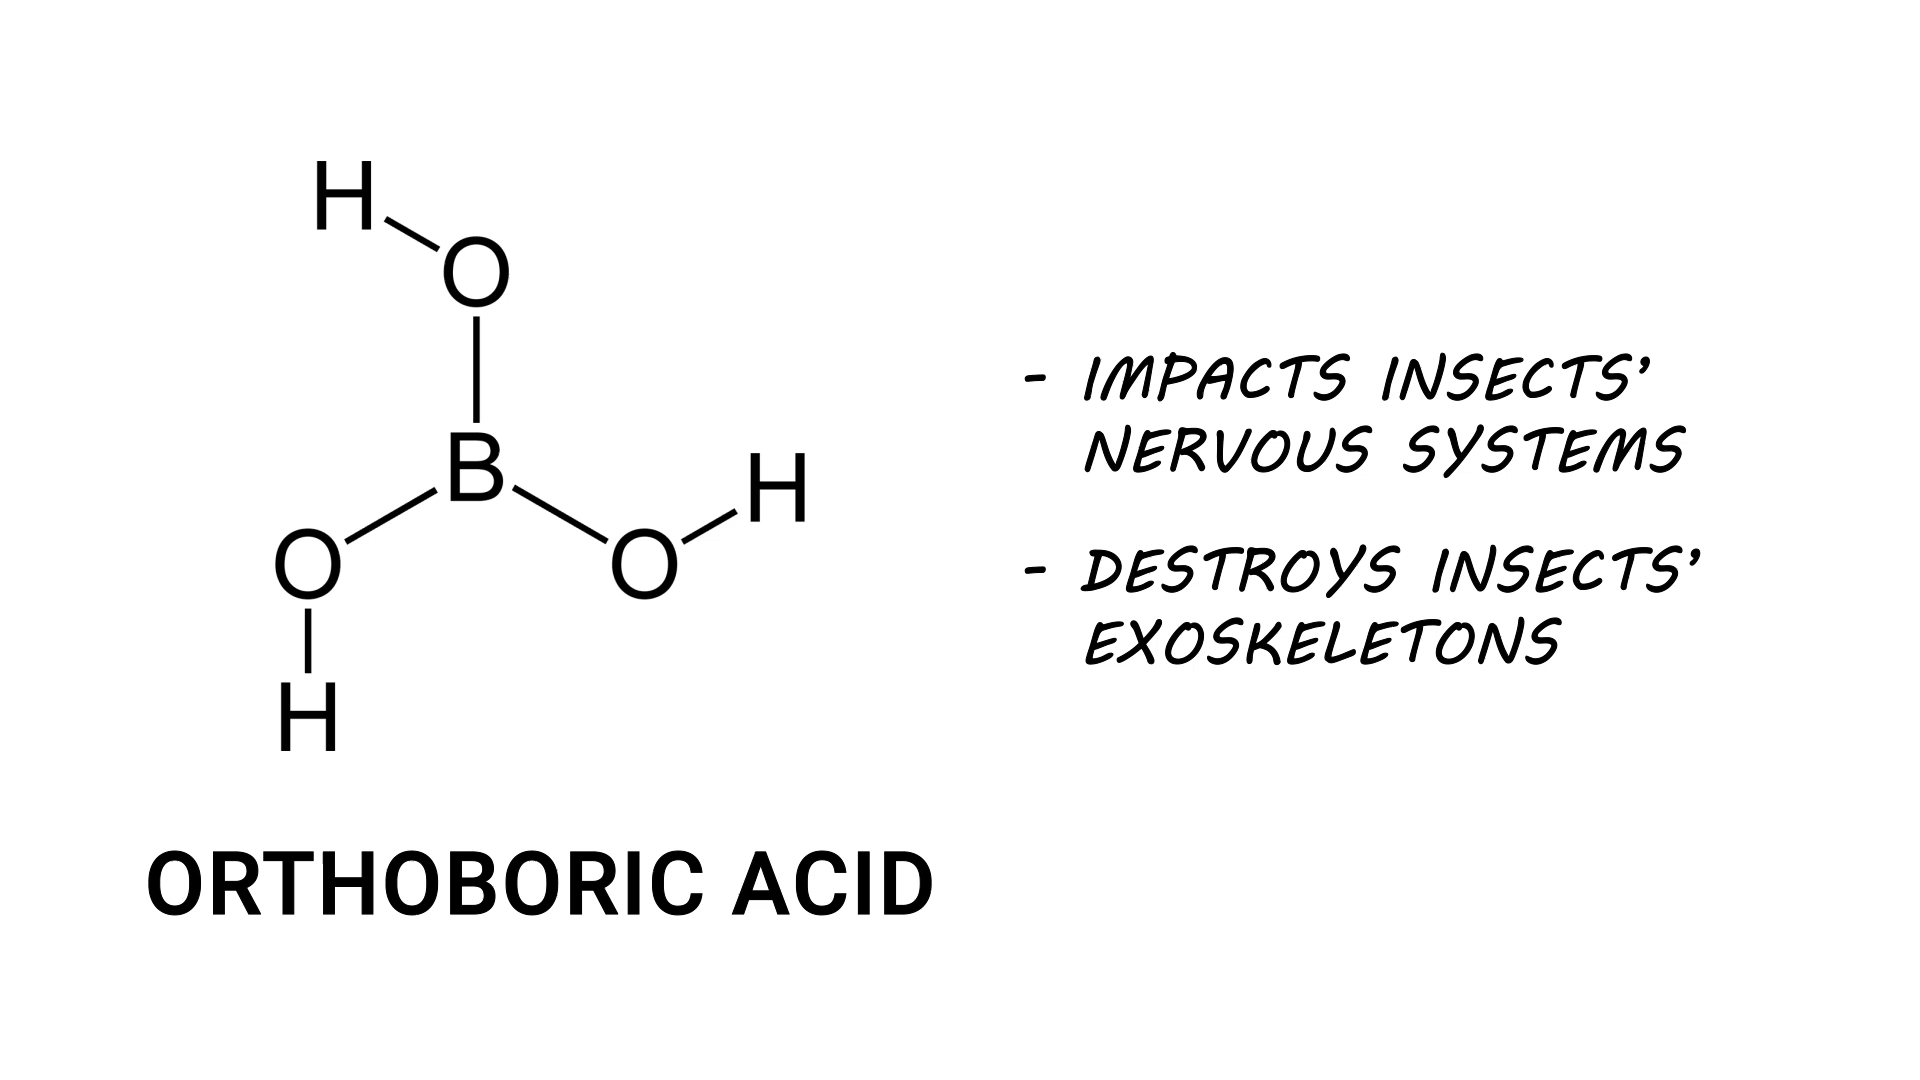 H
O
B
H
O
O
H
- IMPACTS INSECTS'
NERVOUS SYSTEMS
- DESTROYS INSECTS'
EXOSKELETONS
ORTHOBORIC ACID